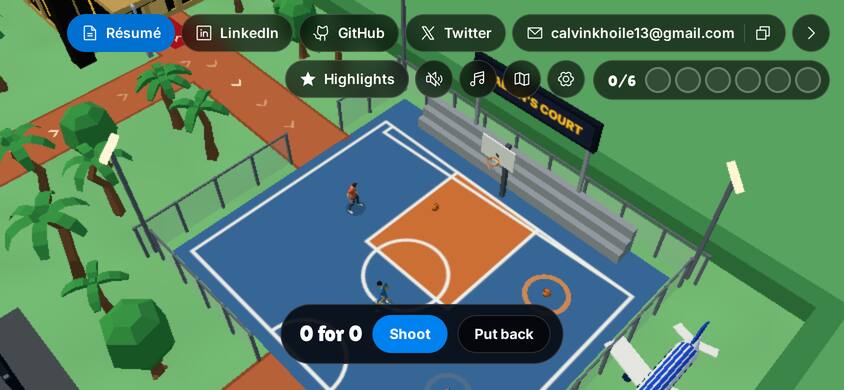 Résumé
LinkedIn
GitHub
Twitter
calvinkhoile13@gmail.com
Highlights
0/6
COURT
0 for 0
Shoot
Put back